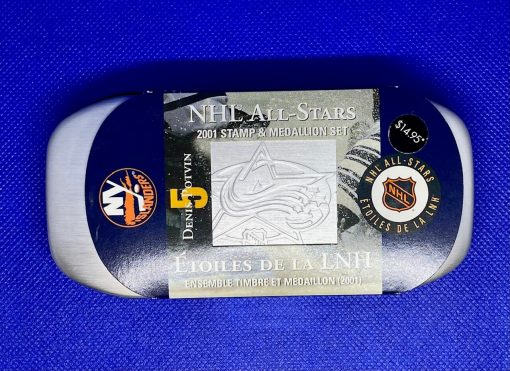 NHL ALL-STARS
2001 STAMP & MEDALLION SET
$14.95*
NY
ISLANDERS
5
DENIS POTVIN
NHL ALL-STARS
NHL
ÉTOILES DE LA LNH
ÉTOILES DE LA LNH
ENSEMBLE TIMBRE ET MÉDAILLON (2001)